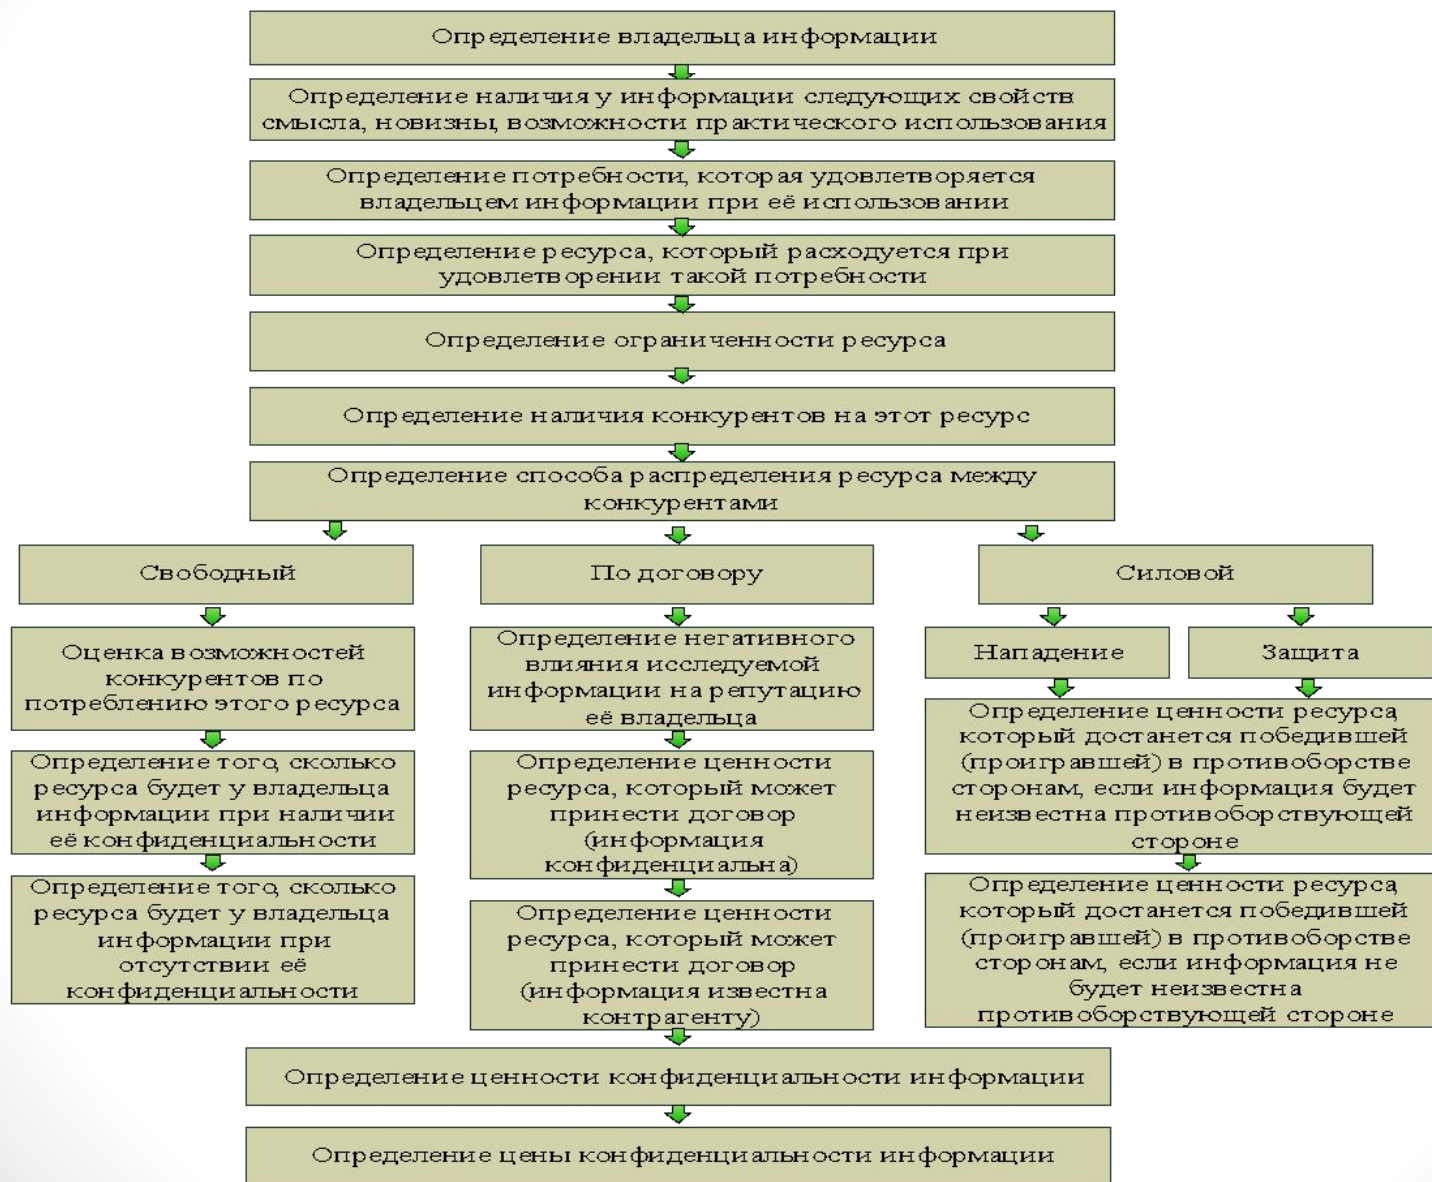 Определение владельца информации
Определение наличия у информации следующих свойств
смысла, новизны, возможности практического использования
Определение потребности, которая удовлетворяется
владельцем информации при её использовании
Определение ресурса, который расходуется при
удовлетворении такой потребности
Определение ограниченности ресурса
Определение наличия конкурентов на этот ресурс
Определение способа распределения ресурса между
конкурентами
Свободный
Оценка возможностей
конкурентов по
потреблению этого ресурса
Определение того, сколько
ресурса будет у владельца
информации при наличии
её конфиденциальности
Определение того, сколько
ресурса будет у владельца
информации при
отсутствии её
конфиденциальности
По договору
Определение негативного
влияния исследуемой
информации на репутацию
её владельца
Определение ценности
ресурса, который может
принести договор
(информация
конфиденциальна)
Определение ценности
ресурса, который может
принести договор
(информация известна
контрагенту)
Силовой
Нападение
Защита
Определение ценности ресурса,
который достанется победившей
(проигравшей) в противоборстве
сторонам, если информация будет
неизвестна противоборствующей
стороне
Определение ценности ресурса,
который достанется победившей
(проигравшей) в противоборстве
сторонам, если информация не
будет неизвестна
противоборствующей стороне
Определение ценности конфиденциальности информации
Определение цены конфиденциальности информации